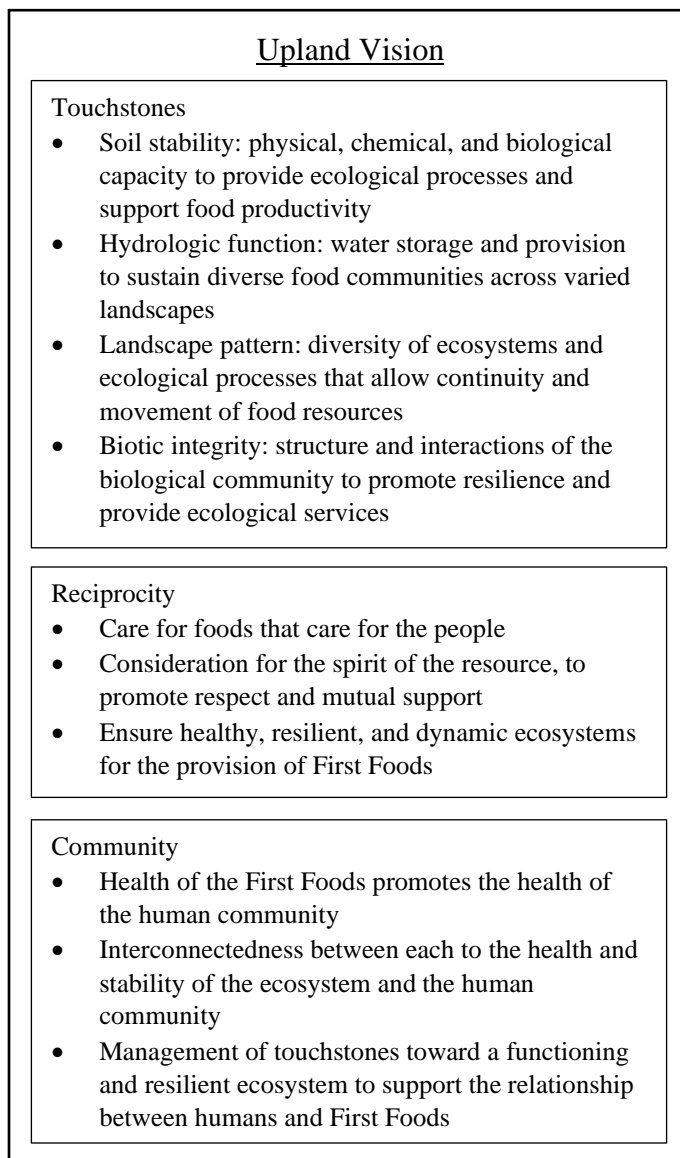 Upland Vision
Touchstones
• Soil stability: physical, chemical, and biological
capacity to provide ecological processes and
support food productivity
• Hydrologic function: water storage and provision
to sustain diverse food communities across varied
landscapes
• Landscape pattern: diversity of ecosystems and
ecological processes that allow continuity and
movement of food resources
• Biotic integrity: structure and interactions of the
biological community to promote resilience and
provide ecological services
Reciprocity
• Care for foods that care for the people
• Consideration for the spirit of the resource, to
promote respect and mutual support
• Ensure healthy, resilient, and dynamic ecosystems
for the provision of First Foods
Community
• Health of the First Foods promotes the health of
the human community
• Interconnectedness between each to the health and
stability of the ecosystem and the human
community
• Management of touchstones toward a functioning
and resilient ecosystem to support the relationship
between humans and First Foods